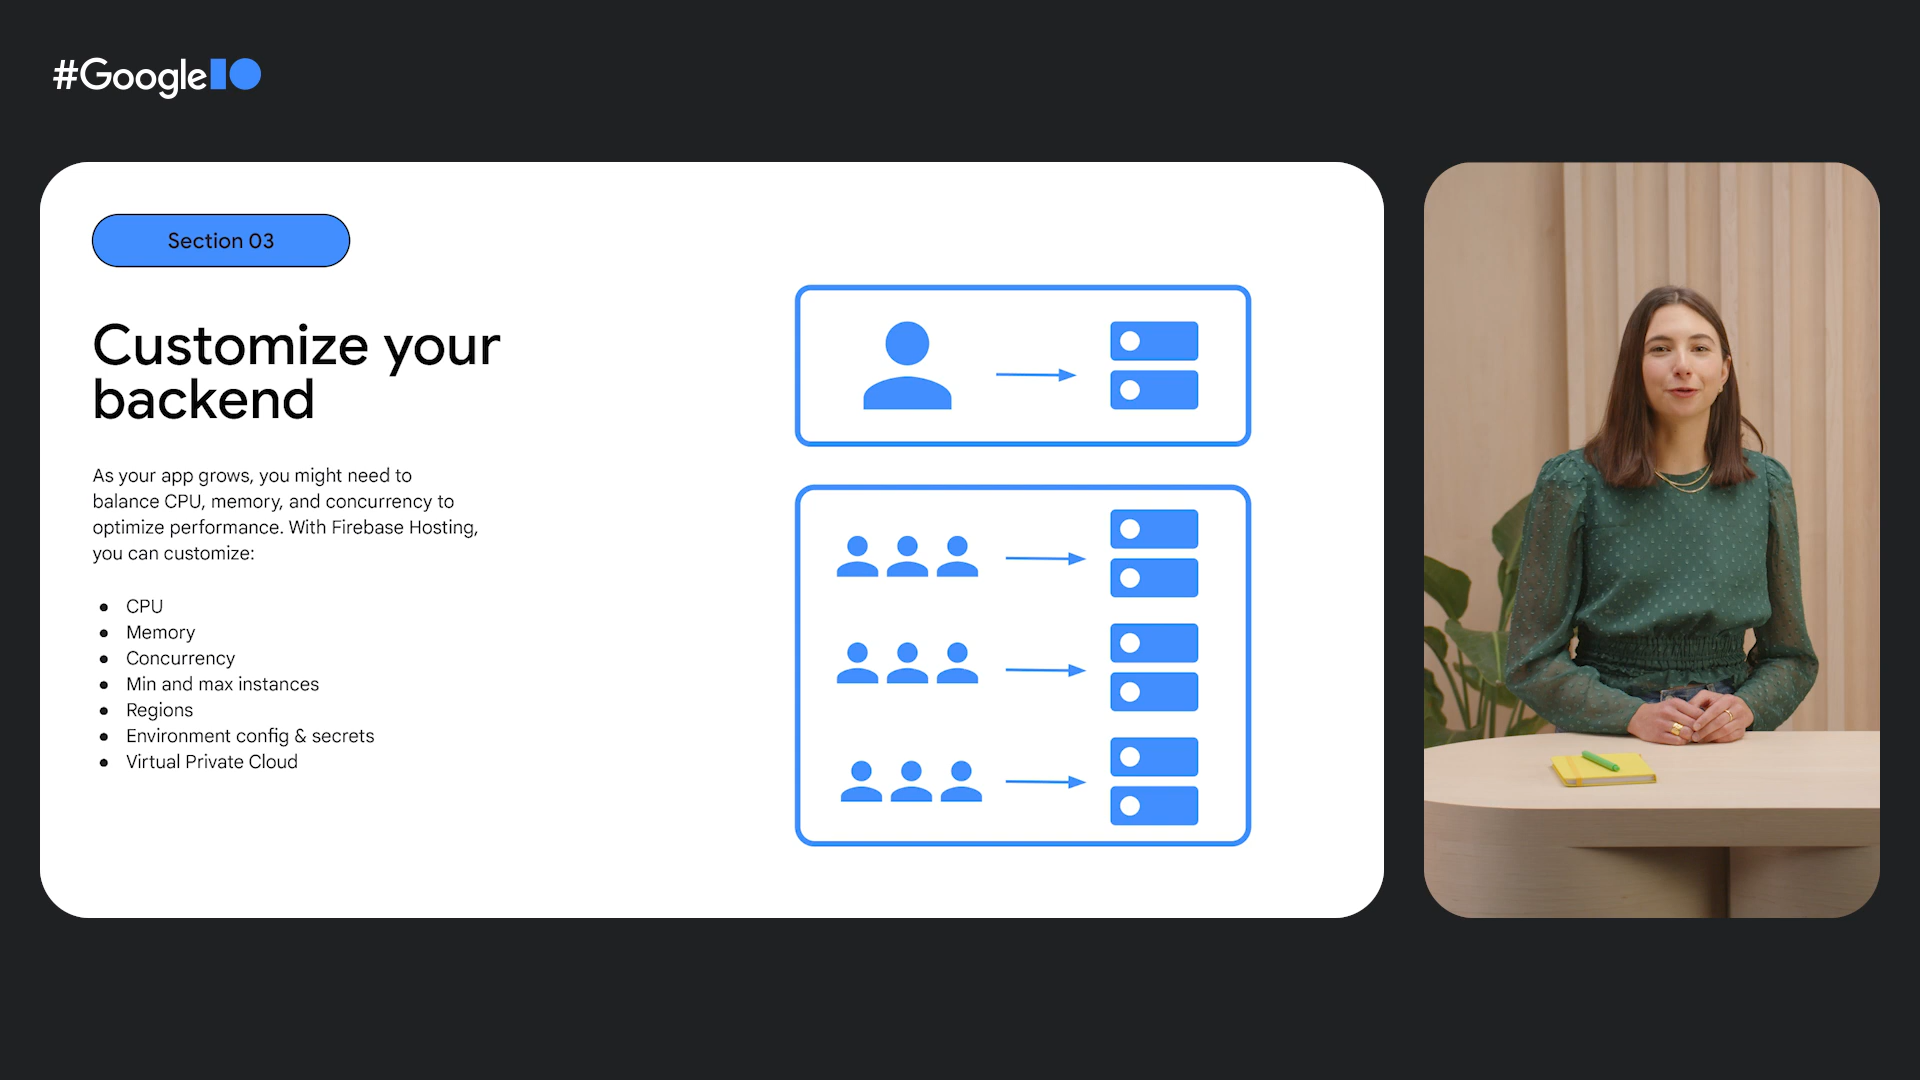 #GoogleIO
Section 03
Customize your
backend
As your app grows, you might need to
balance CPU, memory, and concurrency to
optimize performance. With Firebase Hosting,
you can customize:
● CPU
● Memory
● Concurrency
● Min and max instances
● Regions
● Environment config & secrets
● Virtual Private Cloud